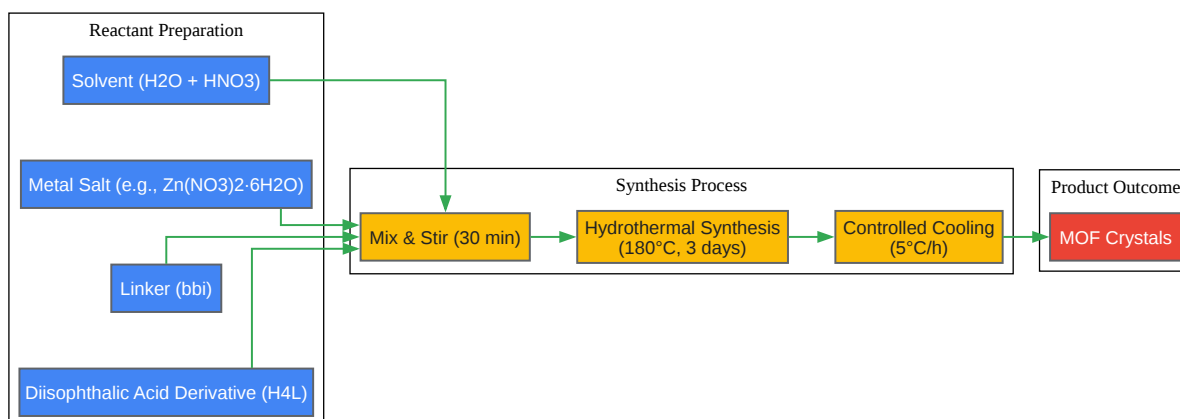 Reactant Preparation
Solvent (H2O + HNO3)
Metal Salt (e.g., Zn(NO3)2·6H2O)
Linker (bbi)
Diisophthalic Acid Derivative (H4L)
Synthesis Process
Mix & Stir (30 min)
Hydrothermal Synthesis
(180°C, 3 days)
Controlled Cooling
(5°C/h)
Product Outcome
MOF Crystals